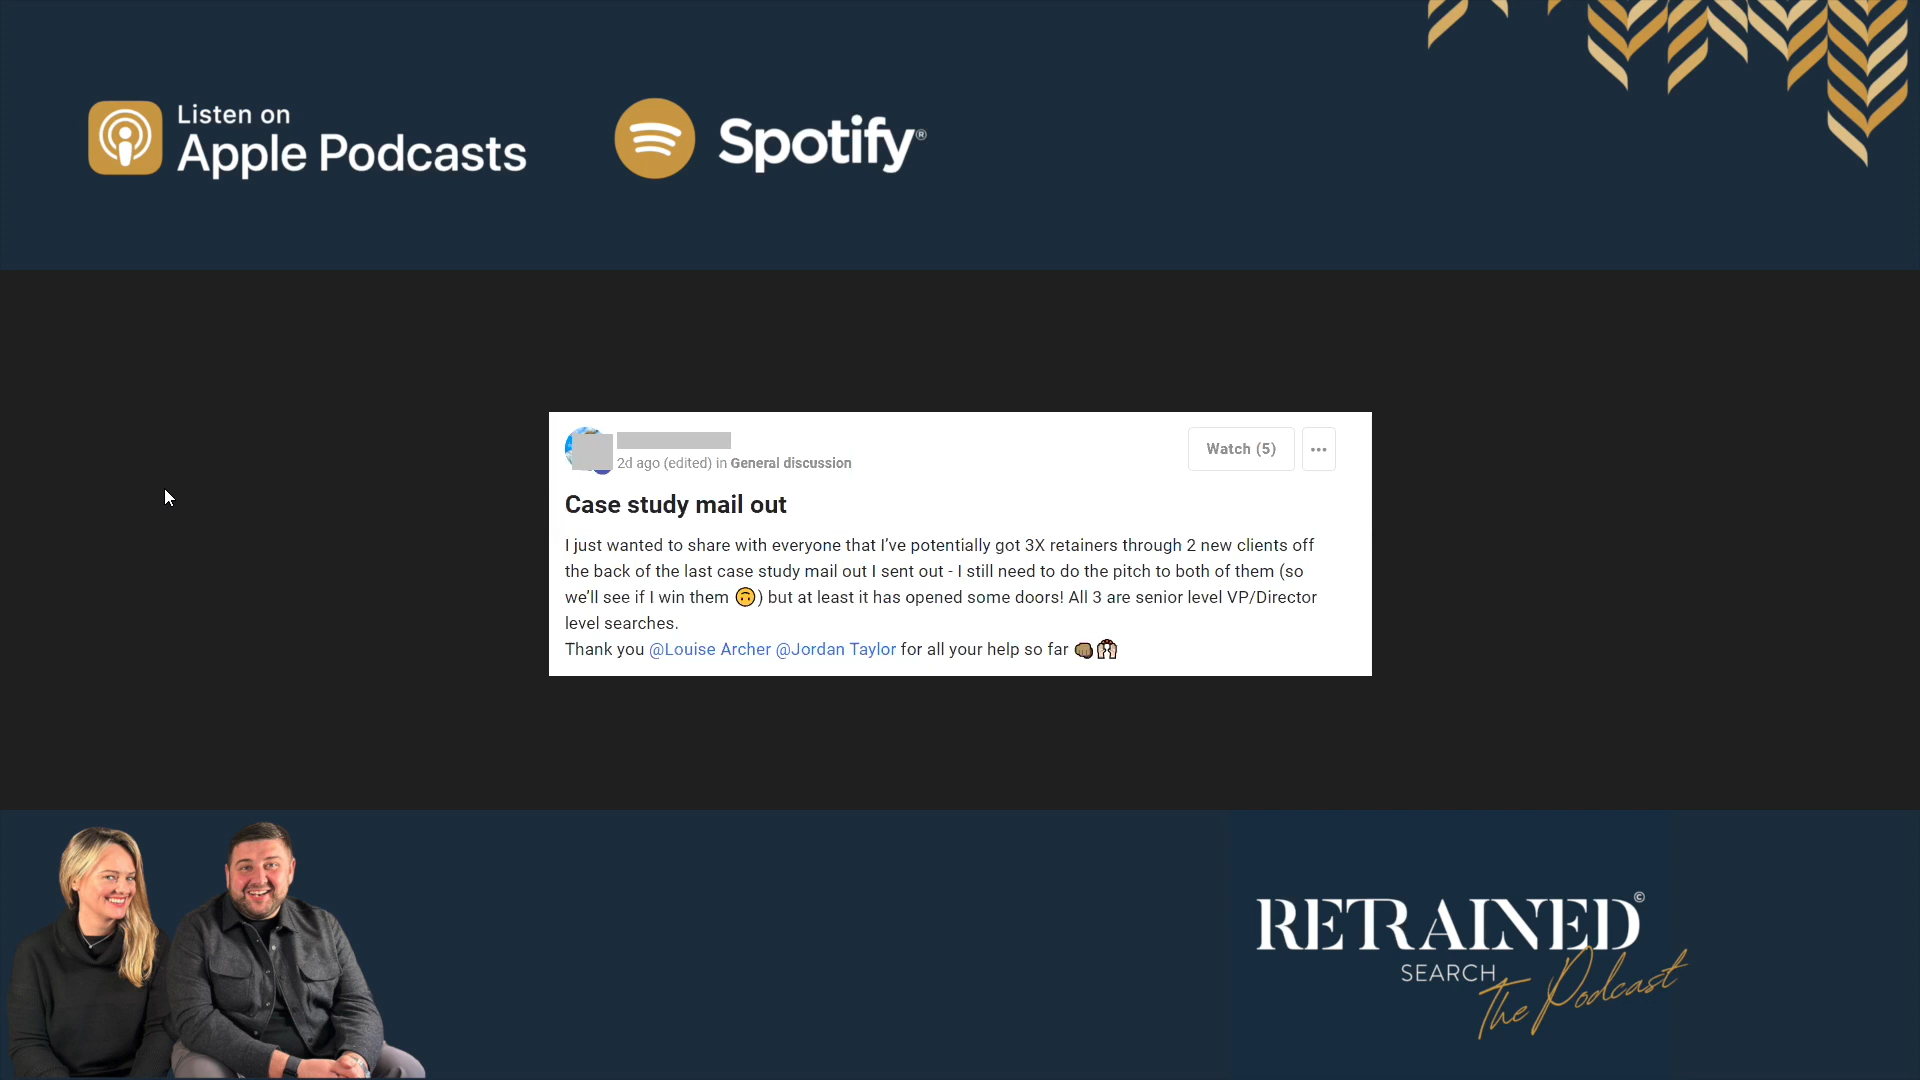 Listen on
Apple Podcasts
Spotify®
2d ago (edited) in General discussion
Watch (5)
Case study mail out
I just wanted to share with everyone that I’ve potentially got 3X retainers through 2 new clients off
the back of the last case study mail out I sent out - I still need to do the pitch to both of them (so
we’ll see if I win them 🙃) but at least it has opened some doors! All 3 are senior level VP/Director
level searches.
Thank you @Louise Archer @Jordan Taylor for all your help so far 👊🏽🙌🏻
RETRAINED©
SEARCH
The Podcast